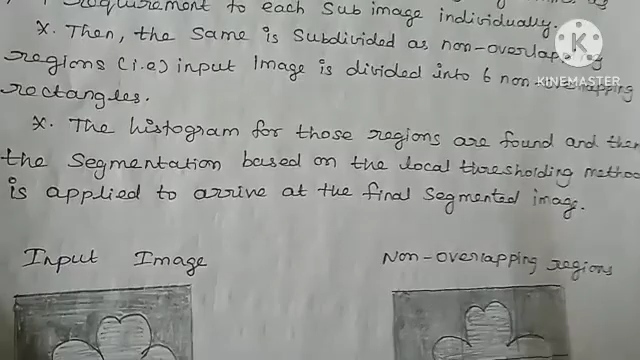 requirement to each sub image individually.
x. Then, the same is subdivided as non-overlapping
regions (i.e) input image is divided into 6 non-overlapping
rectangles.
x. The histogram for those regions are found and then
the segmentation based on the local thresholding method
is applied to arrive at the final segmented image.
Input Image
Non-overlapping regions
KINEMASTER